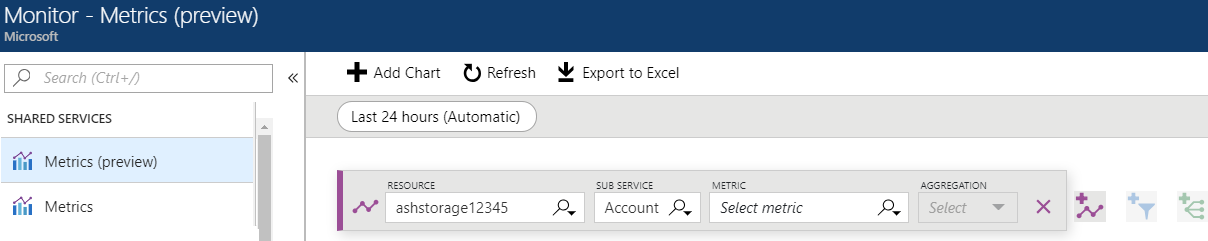 Monitor - Metrics (preview)
Microsoft
Search (Ctrl+/)
Add Chart Refresh Export to Excel
SHARED SERVICES
Last 24 hours (Automatic)
Metrics (preview)
Metrics
RESOURCE SUB SERVICE METRIC AGGREGATION
ashstorage12345 Account Select metric Select